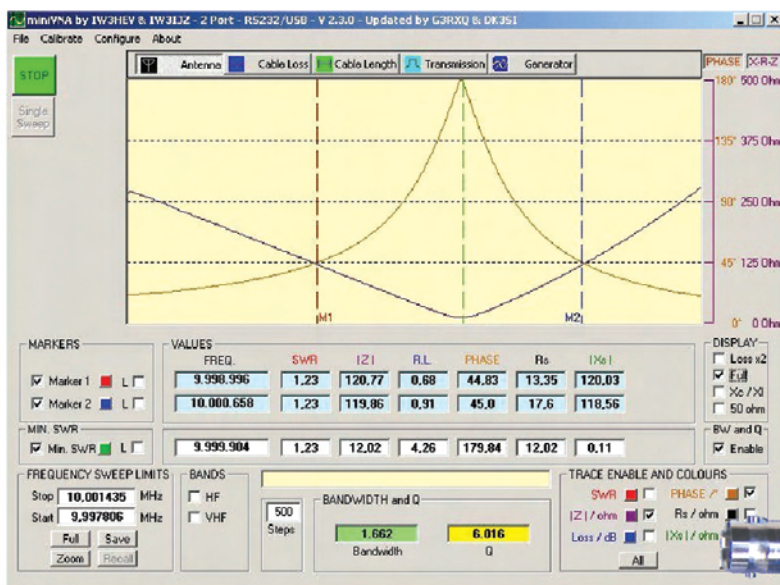 miniVNA by IW3HEV & IW3IJZ - 2 Port - RS232/USB - V 2.3.0 - Updated by G3RXQ & DK3SI
File Calibrate Configure About
STOP
Single
Sweep
Antenna Cable Loss Cable Length Transmission Generator
PHASE X-R-Z
180° 500 Ohm
135° 375 Ohm
90° 250 Ohm
45° 125 Ohm
0° 0 Ohm
M1 M2
MARKERS
Marker 1 L
Marker 2 L
VALUES
FREQ. SWR |Z| R.L. PHASE Rs |Xs|
9.998.996 1,23 120.77 0,68 44,83 13,35 120,03
10.000.658 1,23 119,86 0,91 45,0 17,6 118,56
DISPLAY
Loss x2
Full
Xc / Xl
50 ohm
MIN. SWR
Min. SWR L
9.999.904 1,23 12,02 4,26 179,84 12,02 0,11
BW and Q
Enable
FREQUENCY SWEEP LIMITS
Stop 10,001435 MHz
Start 9,997806 MHz
Full Save
Zoom Recall
BANDS
HF
VHF
500
Steps
BANDWIDTH and Q
1.662 6.016
Bandwidth Q
TRACE ENABLE AND COLOURS
SWR PHASE /°
|Z| / ohm Rs / ohm
Loss / dB |Xs| / ohm
All